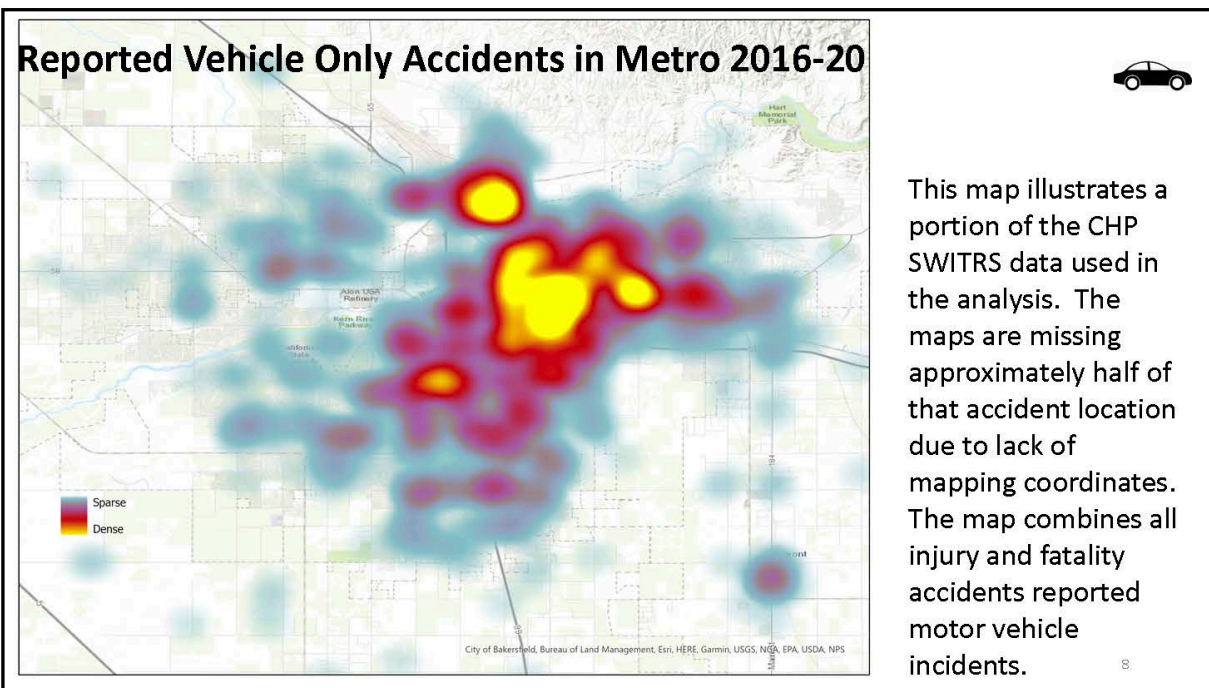 Reported Vehicle Only Accidents in Metro 2016-20
Hart
Memorial
Park
65
58
Alon USA
Refinery
Kern River
Parkway
State
184
Sparse
Dense
99
City of Bakersfield, Bureau of Land Management, Esri, HERE, Garmin, USGS, NGA, EPA, USDA, NPS
This map illustrates a
portion of the CHP
SWITRS data used in
the analysis. The
maps are missing
approximately half of
that accident location
due to lack of
mapping coordinates.
The map combines all
injury and fatality
accidents reported
motor vehicle
incidents.
8